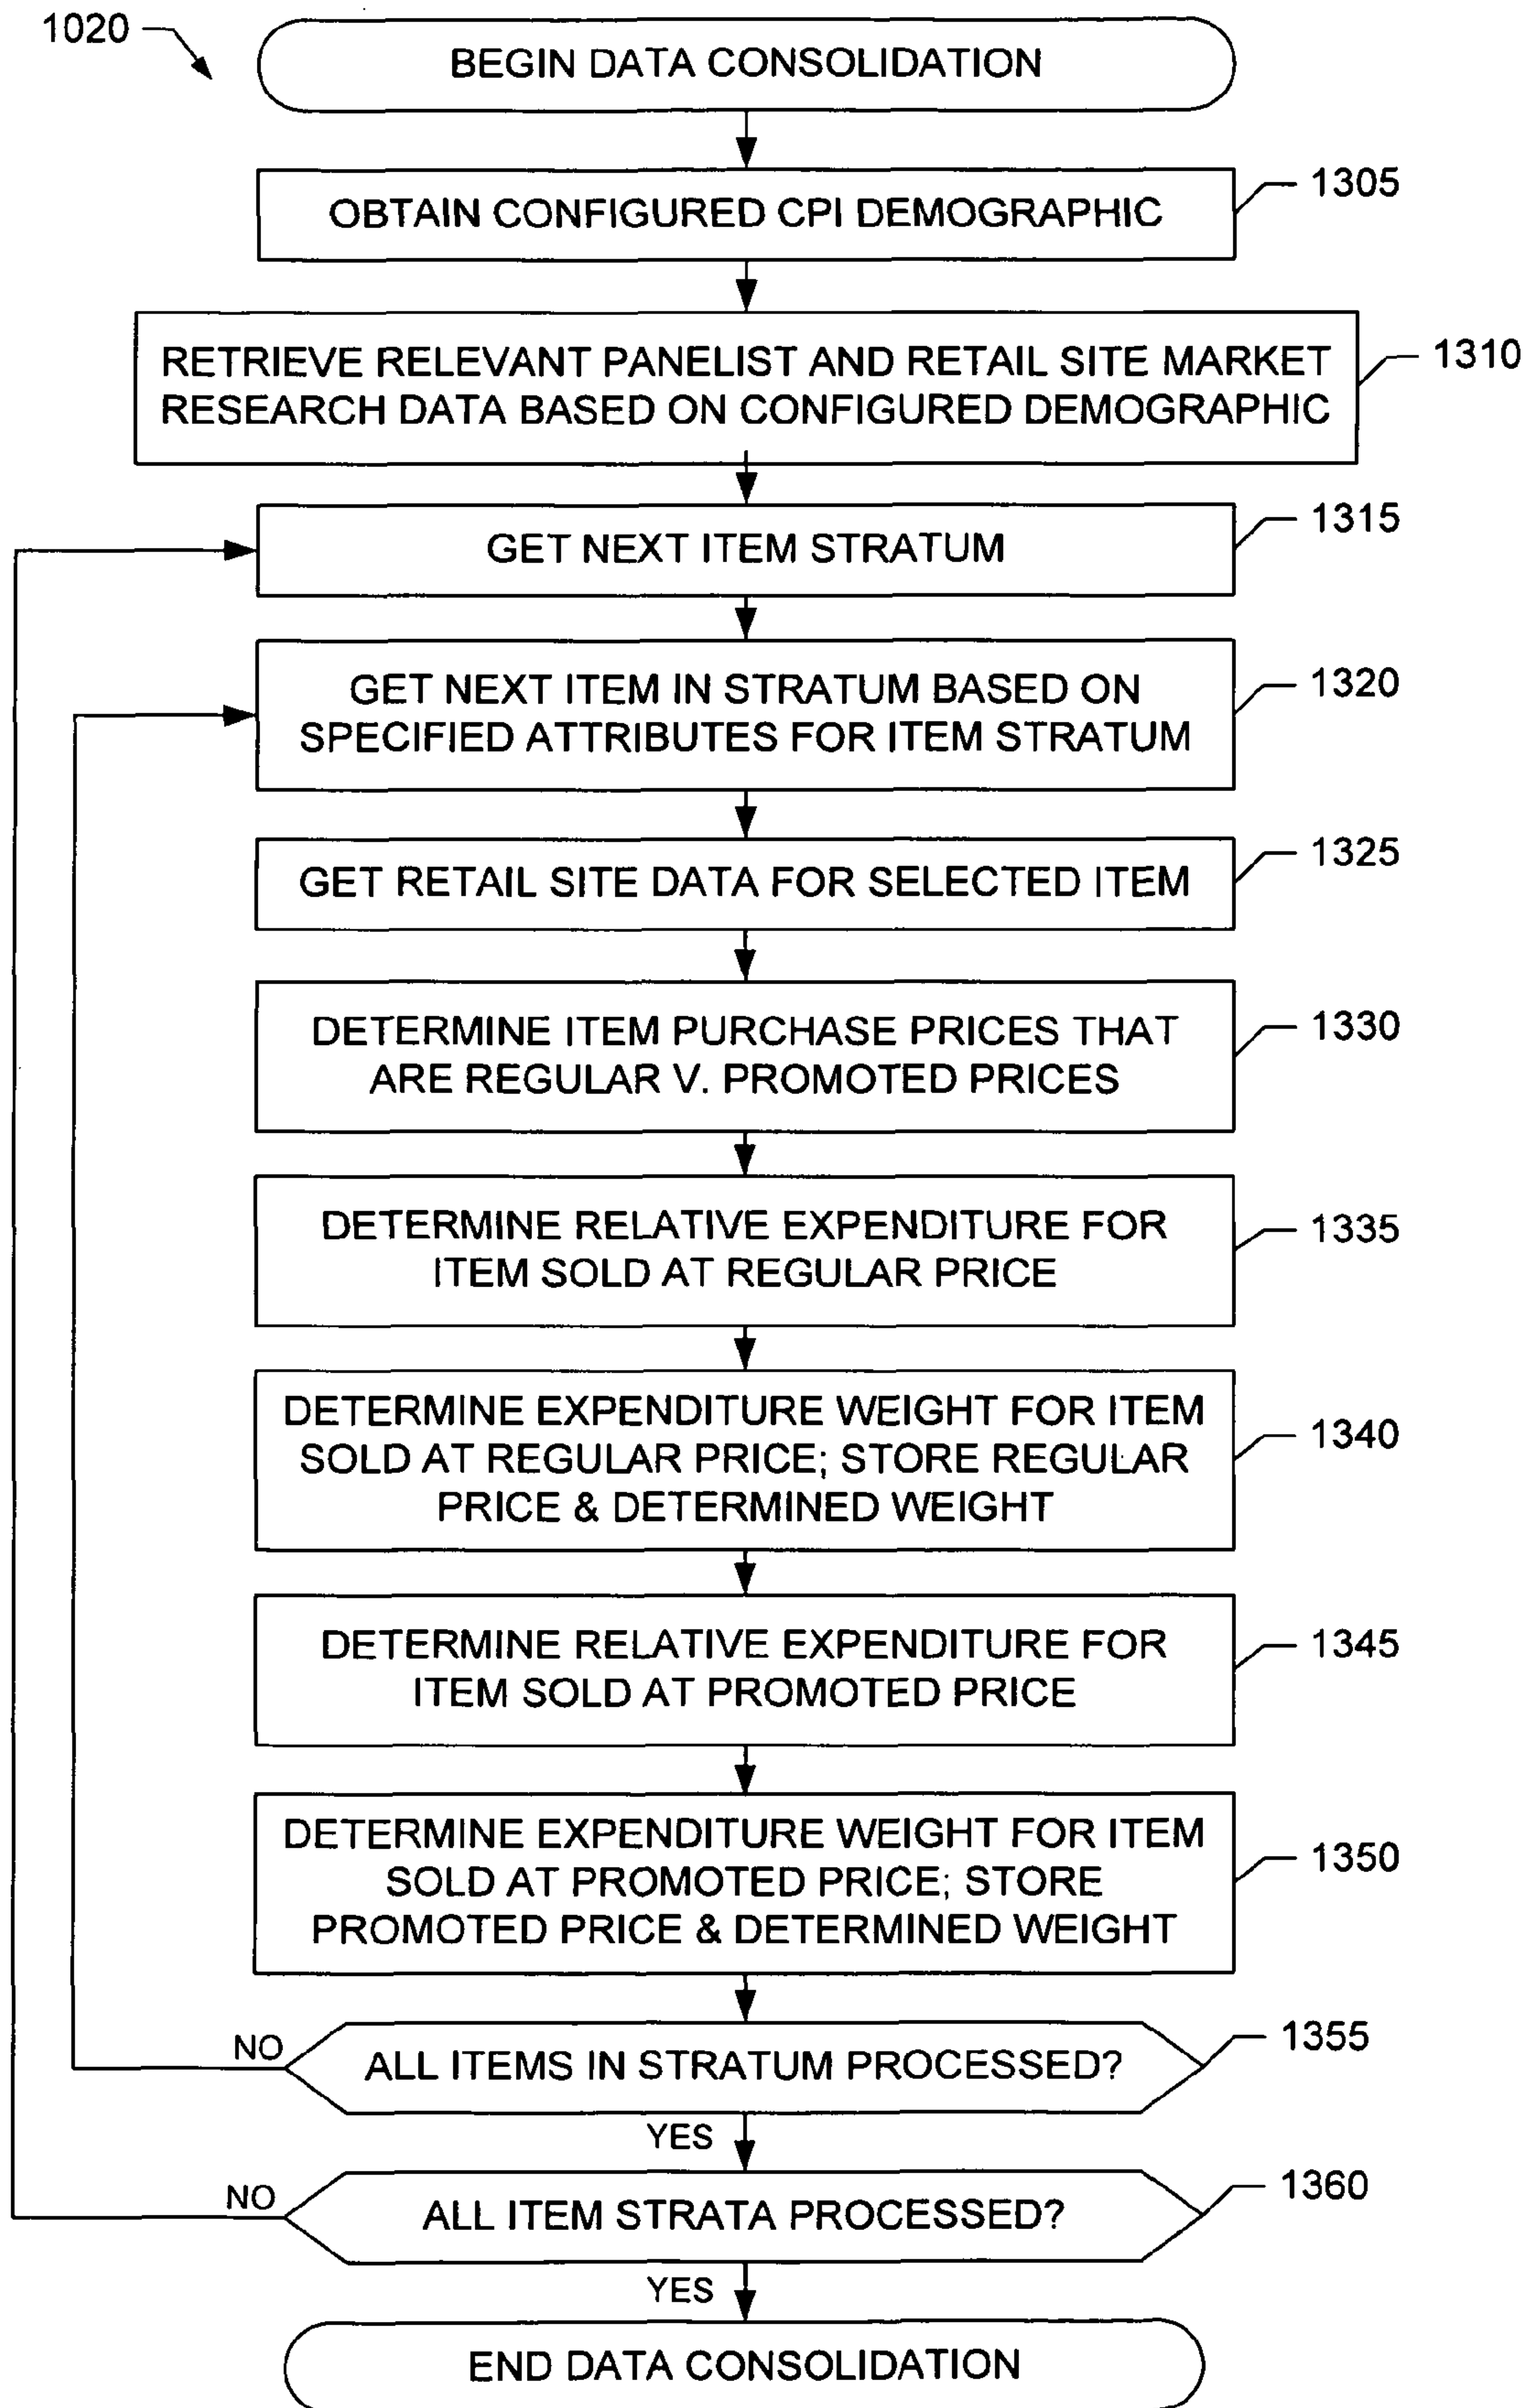 1020
BEGIN DATA CONSOLIDATION
OBTAIN CONFIGURED CPI DEMOGRAPHIC
1305
RETRIEVE RELEVANT PANELIST AND RETAIL SITE MARKET
RESEARCH DATA BASED ON CONFIGURED DEMOGRAPHIC
1310
GET NEXT ITEM STRATUM
1315
GET NEXT ITEM IN STRATUM BASED ON
SPECIFIED ATTRIBUTES FOR ITEM STRATUM
1320
GET RETAIL SITE DATA FOR SELECTED ITEM
1325
DETERMINE ITEM PURCHASE PRICES THAT
ARE REGULAR V. PROMOTED PRICES
1330
DETERMINE RELATIVE EXPENDITURE FOR
ITEM SOLD AT REGULAR PRICE
1335
DETERMINE EXPENDITURE WEIGHT FOR ITEM
SOLD AT REGULAR PRICE; STORE REGULAR
PRICE & DETERMINED WEIGHT
1340
DETERMINE RELATIVE EXPENDITURE FOR
ITEM SOLD AT PROMOTED PRICE
1345
DETERMINE EXPENDITURE WEIGHT FOR ITEM
SOLD AT PROMOTED PRICE; STORE
PROMOTED PRICE & DETERMINED WEIGHT
1350
NO
ALL ITEMS IN STRATUM PROCESSED?
1355
YES
NO
ALL ITEM STRATA PROCESSED?
1360
YES
END DATA CONSOLIDATION